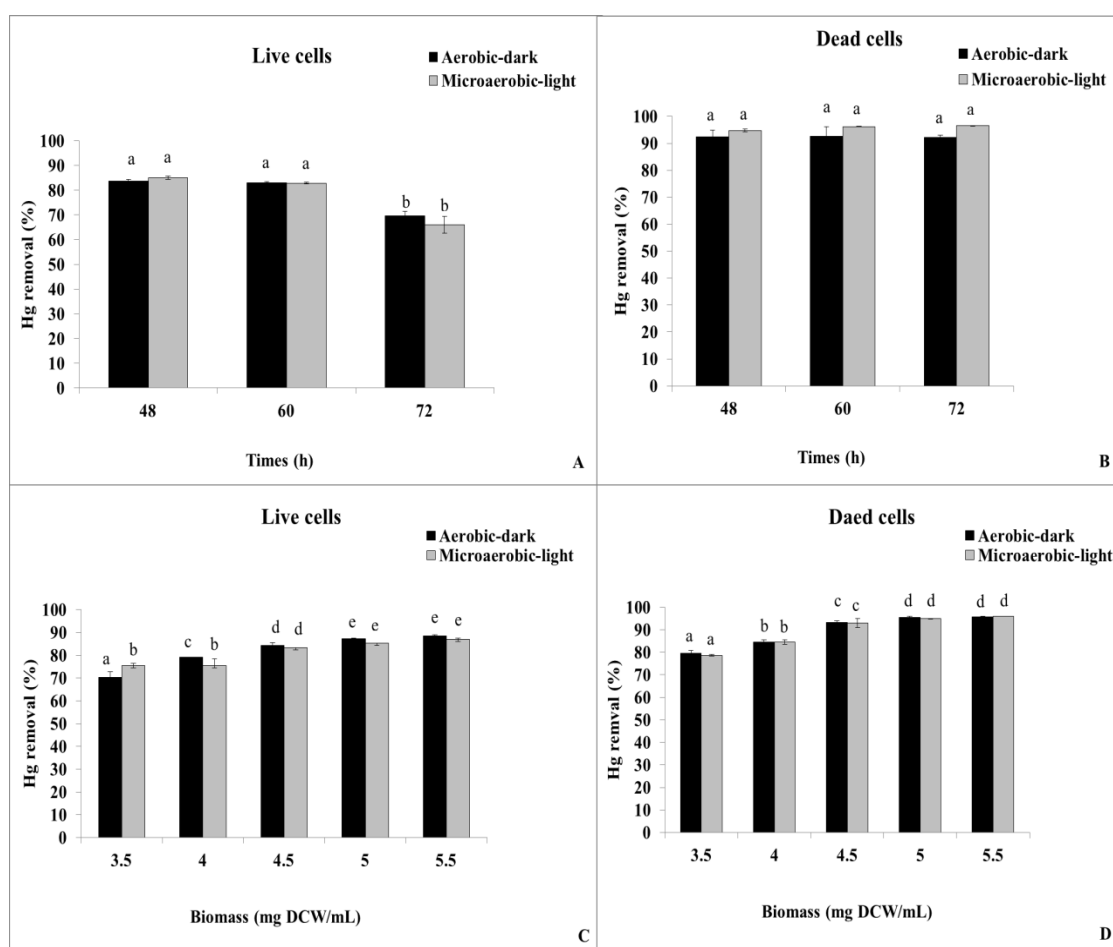 Live cells
Aerobic-dark
Microaerobic-light
a a a a b b
Hg removal (%)
100
90
80
70
60
50
40
30
20
10
0
48 60 72
Times (h)
A
Dead cells
Aerobic-dark
Microaerobic-light
a a a a a a
Hg removal (%)
100
90
80
70
60
50
40
30
20
10
0
48 60 72
Times (h)
B
Live cells
Aerobic-dark
Microaerobic-light
a b c b d d e e e e
Hg removal (%)
100
90
80
70
60
50
40
30
20
10
0
3.5 4 4.5 5 5.5
Biomass (mg DCW/mL)
C
Daed cells
Aerobic-dark
Microaerobic-light
a a b b c c d d d d
Hg remval (%)
100
90
80
70
60
50
40
30
20
10
0
3.5 4 4.5 5 5.5
Biomass (mg DCW/mL)
D